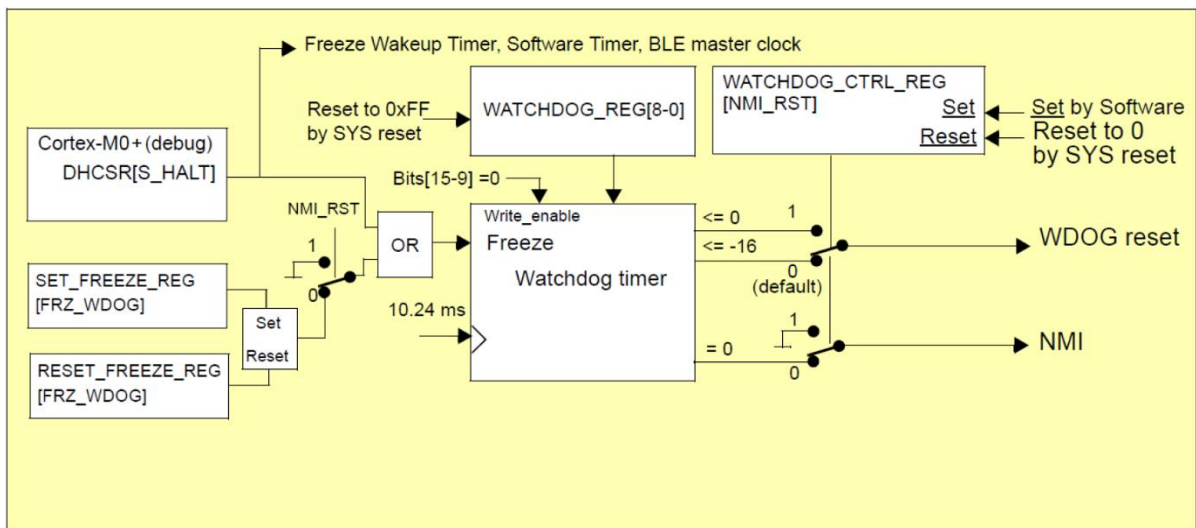 Freeze Wakeup Timer, Software Timer, BLE master clock
Reset to 0xFF
by SYS reset
WATCHDOG_REG[8-0]
WATCHDOG_CTRL_REG
[NMI_RST]
Set
Reset
Set by Software
Reset to 0
by SYS reset
Cortex-M0+(debug)
DHCSR[S_HALT]
Bits[15-9] =0
NMI_RST
1
0
OR
Write_enable
Freeze
Watchdog timer
10.24 ms
<= 0
<= -16
= 0
1
0
(default)
WDOG reset
1
0
NMI
SET_FREEZE_REG
[FRZ_WDOG]
Set
Reset
RESET_FREEZE_REG
[FRZ_WDOG]